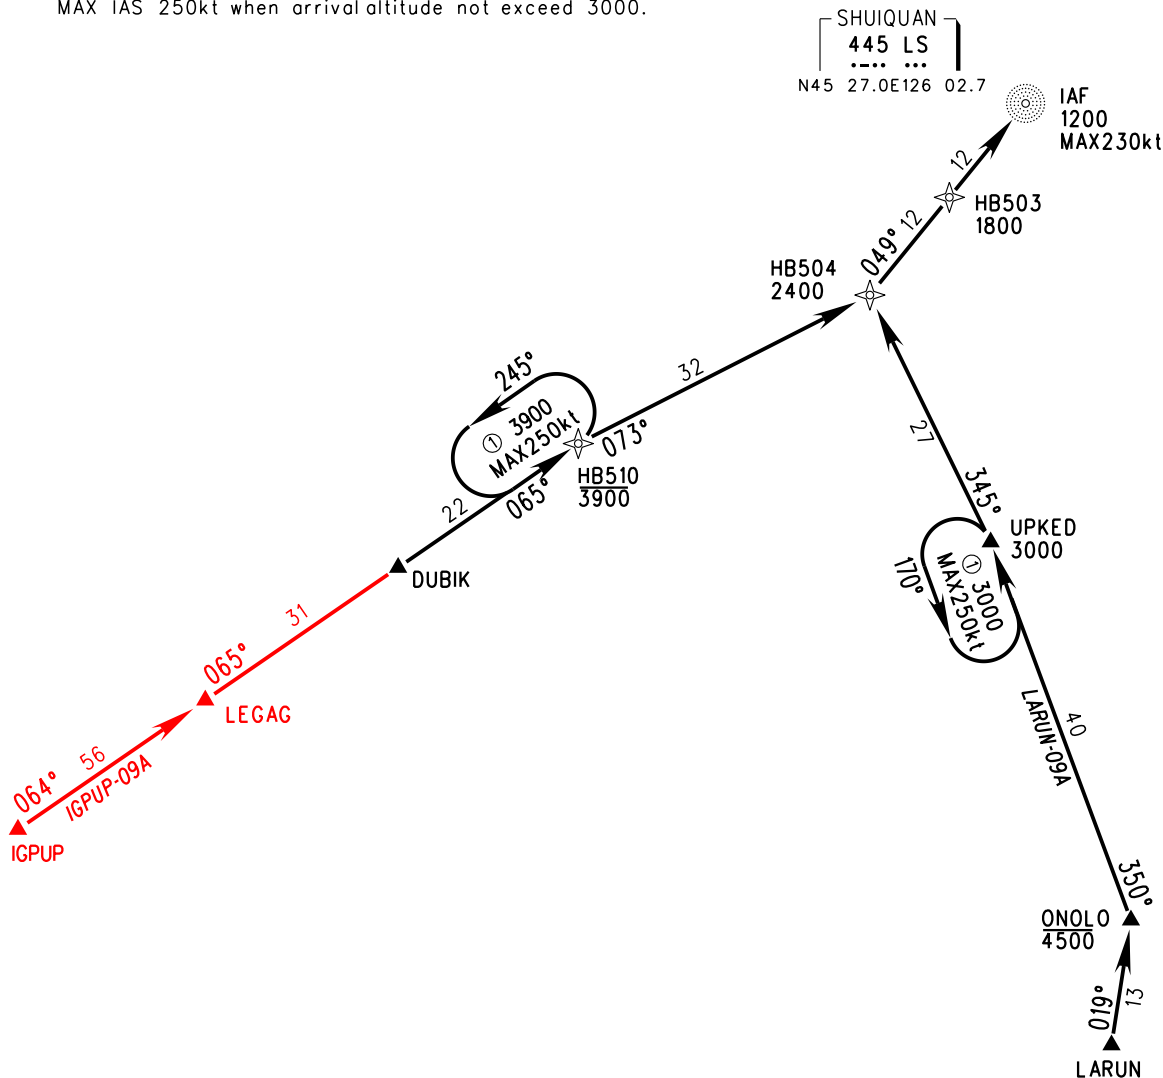 MAX IAS 250kt when arrival altitude not exceed 3000.
SHUIQUAN
445 LS
N45 27.0E126 02.7
IAF
1200
MAX230kt
12
HB503
1800
12
049°
HB504
2400
32
245°
① 3900
MAX250kt
073°
HB510
3900
065°
22
DUBIK
27
345°
UPKED
3000
170°
① 3000
MAX250kt
31
065°
LEGAG
56
064°
IGPUP-09A
IGPUP
40
LARUN-09A
350°
ONOLO
4500
019°
13
LARUN